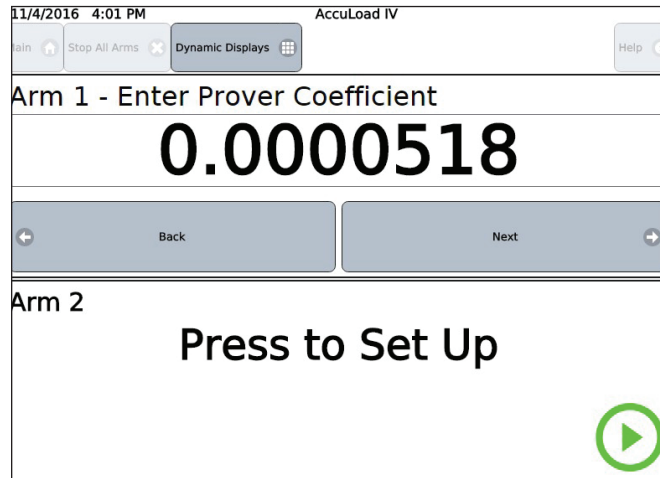 11/4/2016 4:01 PM AccuLoad IV
Stop All Arms Dynamic Displays Help
Arm 1 - Enter Prover Coefficient
0.0000518
Back Next
Arm 2
Press to Set Up